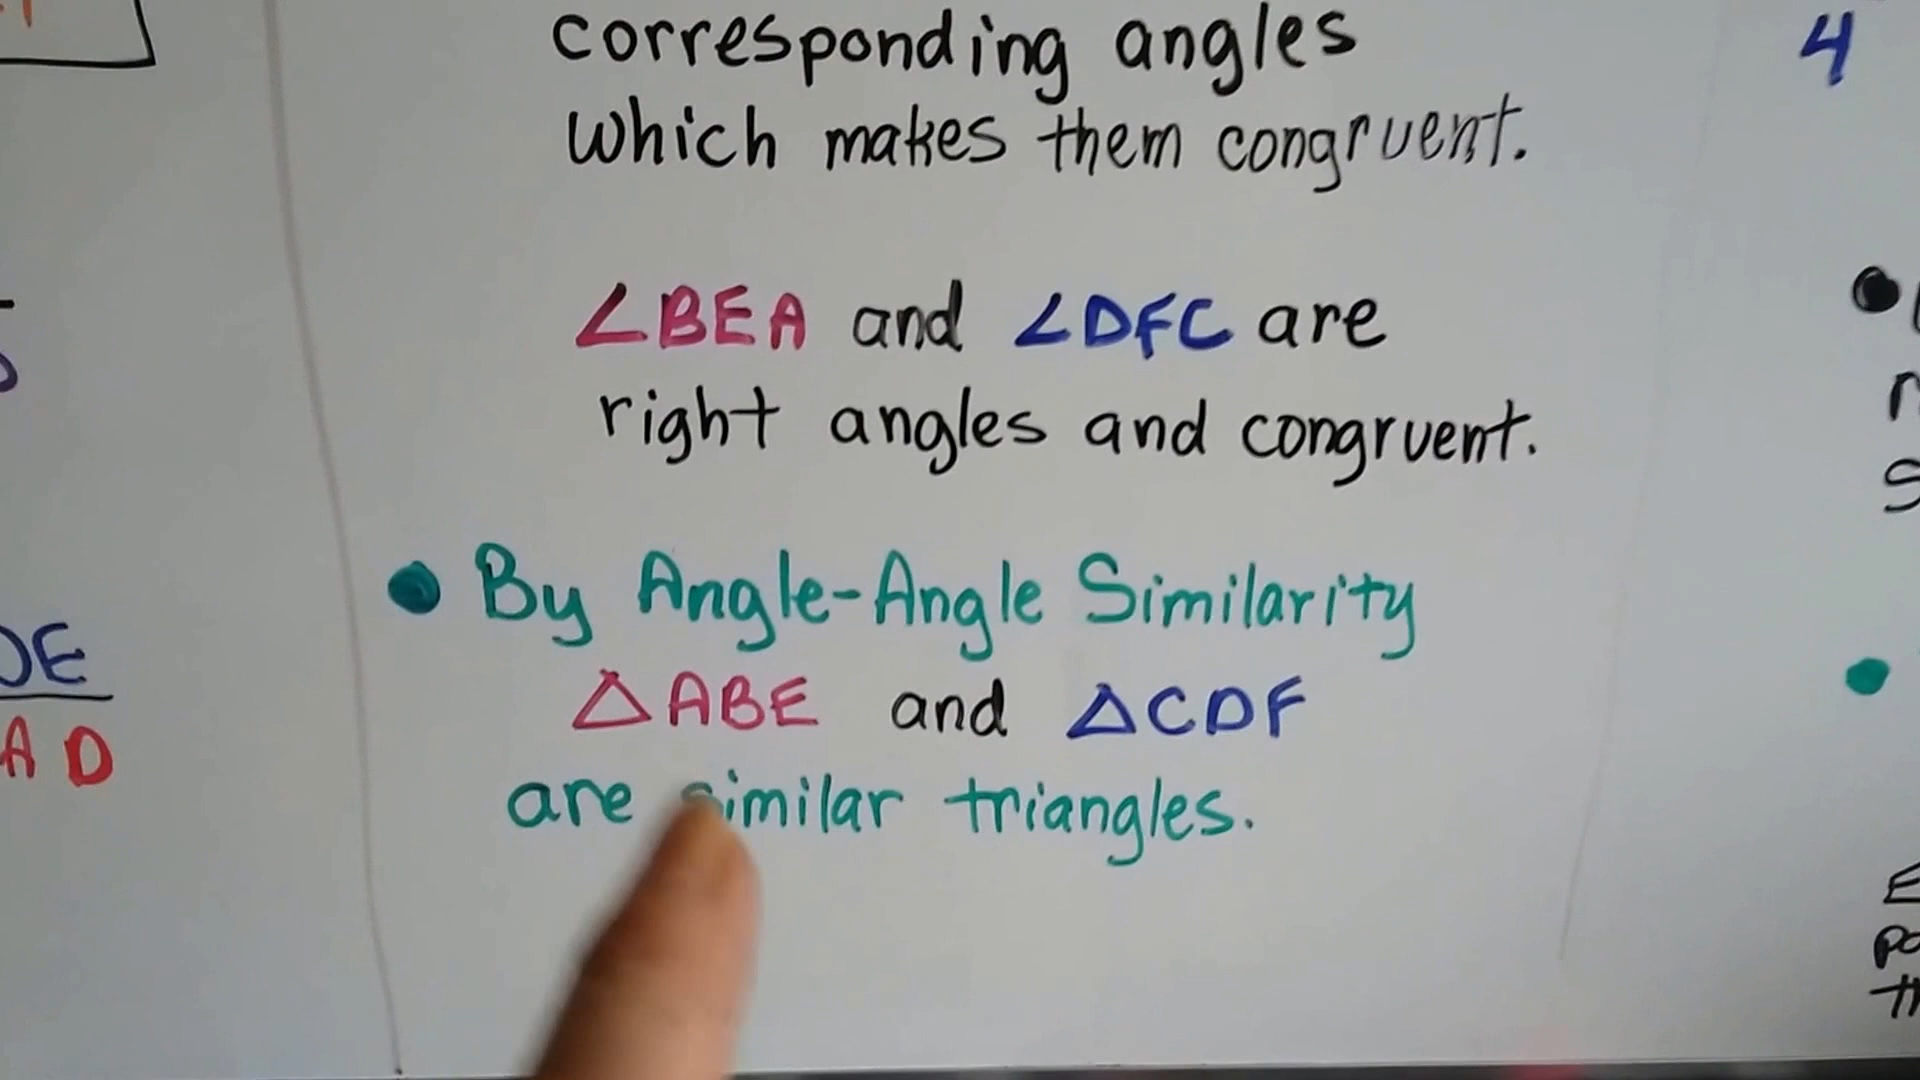 corresponding angles
which makes them congruent.
∠BEA and ∠DFC are
right angles and congruent.
• By Angle-Angle Similarity
△ABE and △CDF
are similar triangles.
DE
AD
4